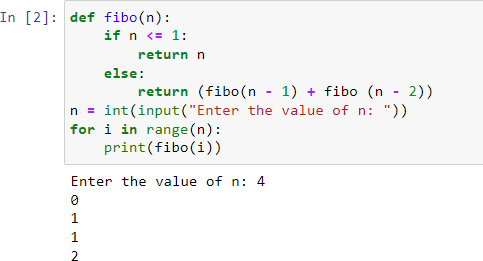 In [2]: def fibo(n):
    if n <= 1:
        return n
    else:
        return (fibo(n - 1) + fibo (n - 2))
n = int(input("Enter the value of n: "))
for i in range(n):
    print(fibo(i))
Enter the value of n: 4
0
1
1
2